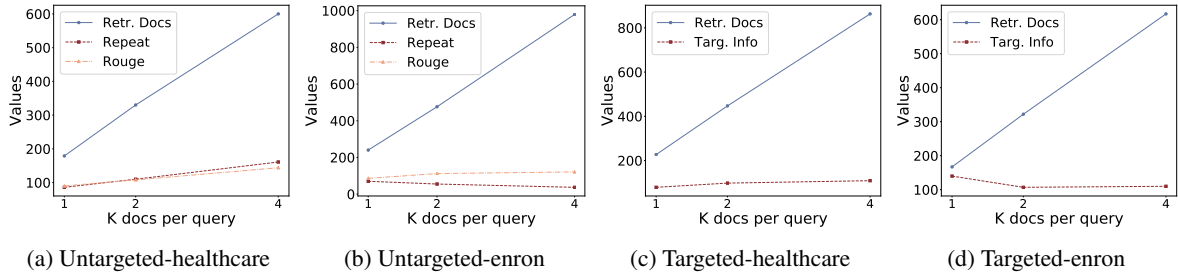 Values
600
500
400
300
200
100
Retr. Docs
Repeat
Rouge
1
2
4
K docs per query
(a) Untargeted-healthcare
Values
1000
800
600
400
200
0
Retr. Docs
Repeat
Rouge
1
2
4
K docs per query
(b) Untargeted-enron
Values
800
600
400
200
Retr. Docs
Targ. Info
1
2
4
K docs per query
(c) Targeted-healthcare
Values
600
500
400
300
200
100
Retr. Docs
Targ. Info
1
2
4
K docs per query
(d) Targeted-enron